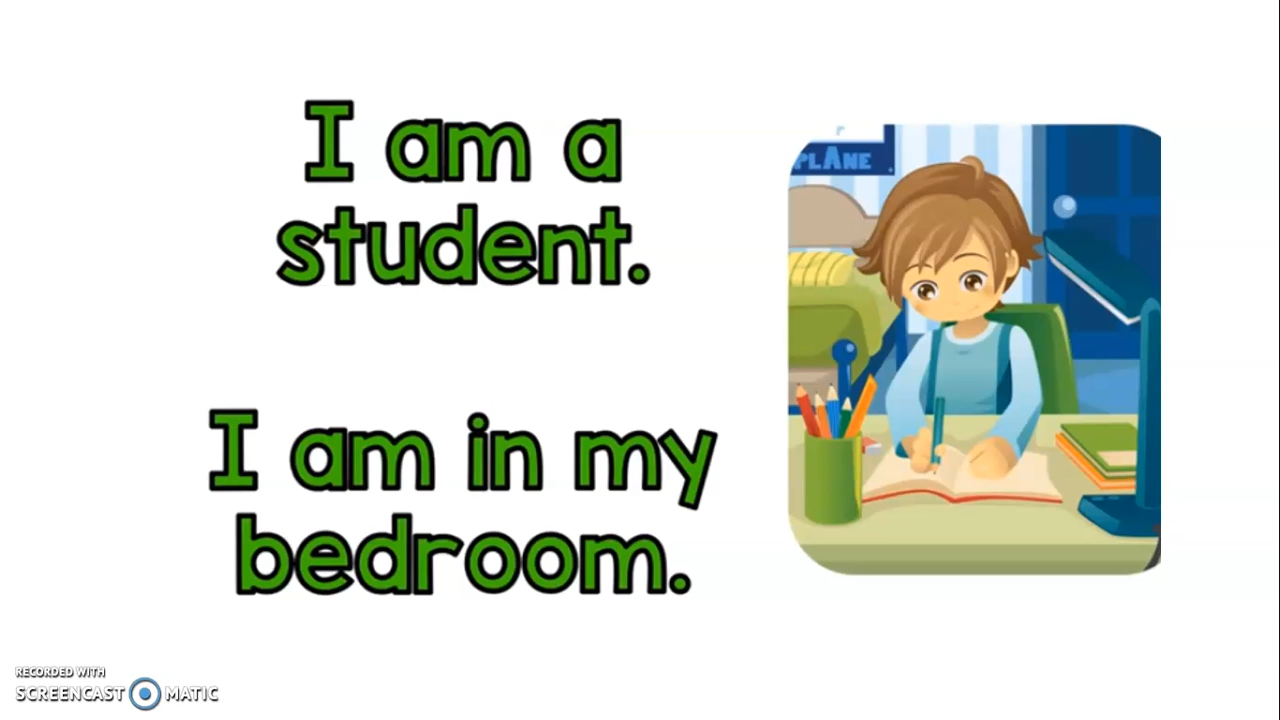 I am a
student.
I am in my
bedroom.
PLANE
RECORDED WITH
SCREENCAST MATIC